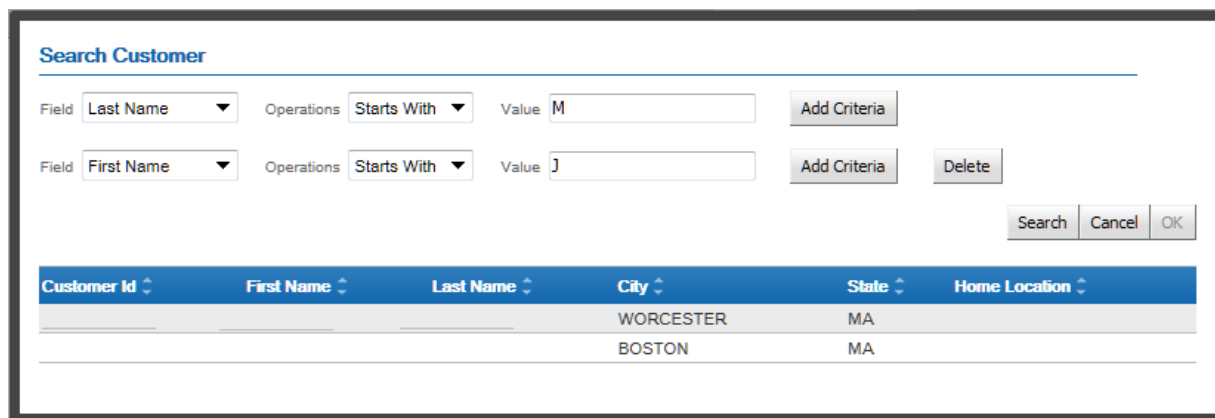 Search Customer
Field Last Name Operations Starts With Value M Add Criteria
Field First Name Operations Starts With Value J Add Criteria Delete
Search Cancel OK
Customer Id First Name Last Name City State Home Location
WORCESTER MA
BOSTON MA